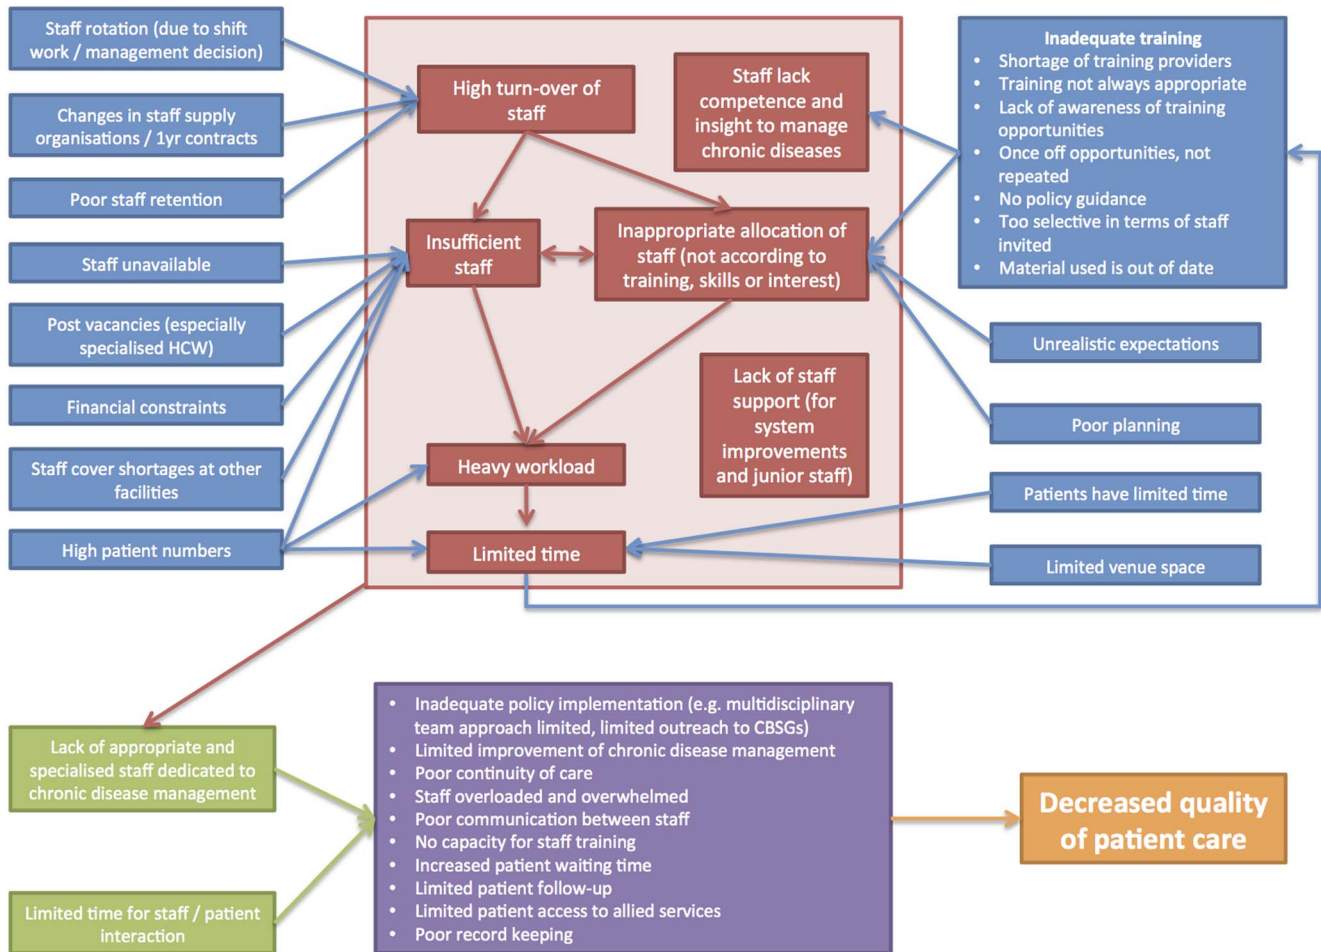 Staff rotation (due to shift
work / management decision)
Changes in staff supply
organisations / 1yr contracts
Poor staff retention
Staff unavailable
Post vacancies (especially
specialised HCW)
Financial constraints
Staff cover shortages at other
facilities
High patient numbers
High turn-over of
staff
Staff lack
competence and
insight to manage
chronic diseases
Insufficient
staff
Inappropriate allocation of
staff (not according to
training, skills or interest)
Lack of staff
support (for
system
improvements
and junior staff)
Heavy workload
Limited time
Inadequate training
• Shortage of training providers
• Training not always appropriate
• Lack of awareness of training
opportunities
• Once off opportunities, not
repeated
• No policy guidance
• Too selective in terms of staff
invited
• Material used is out of date
Unrealistic expectations
Poor planning
Patients have limited time
Limited venue space
Lack of appropriate and
specialised staff dedicated to
chronic disease management
Limited time for staff / patient
interaction
• Inadequate policy implementation (e.g. multidisciplinary
team approach limited, limited outreach to CBSGs)
• Limited improvement of chronic disease management
• Poor continuity of care
• Staff overloaded and overwhelmed
• Poor communication between staff
• No capacity for staff training
• Increased patient waiting time
• Limited patient follow-up
• Limited patient access to allied services
• Poor record keeping
Decreased quality
of patient care